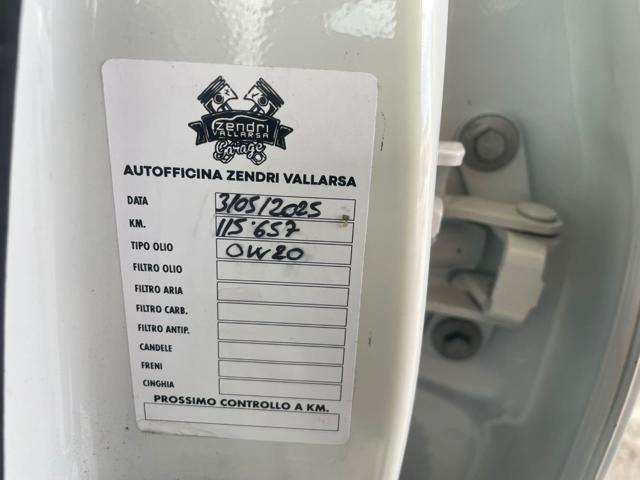 zendri
VALLARSA
Garage
AUTOFFICINA ZENDRI VALLARSA
DATA 3/05/2025
KM. 115.657
TIPO OLIO 0W20
FILTRO OLIO
FILTRO ARIA
FILTRO CARB.
FILTRO ANTIP.
CANDELE
FRENI
CINGHIA
PROSSIMO CONTROLLO A KM.